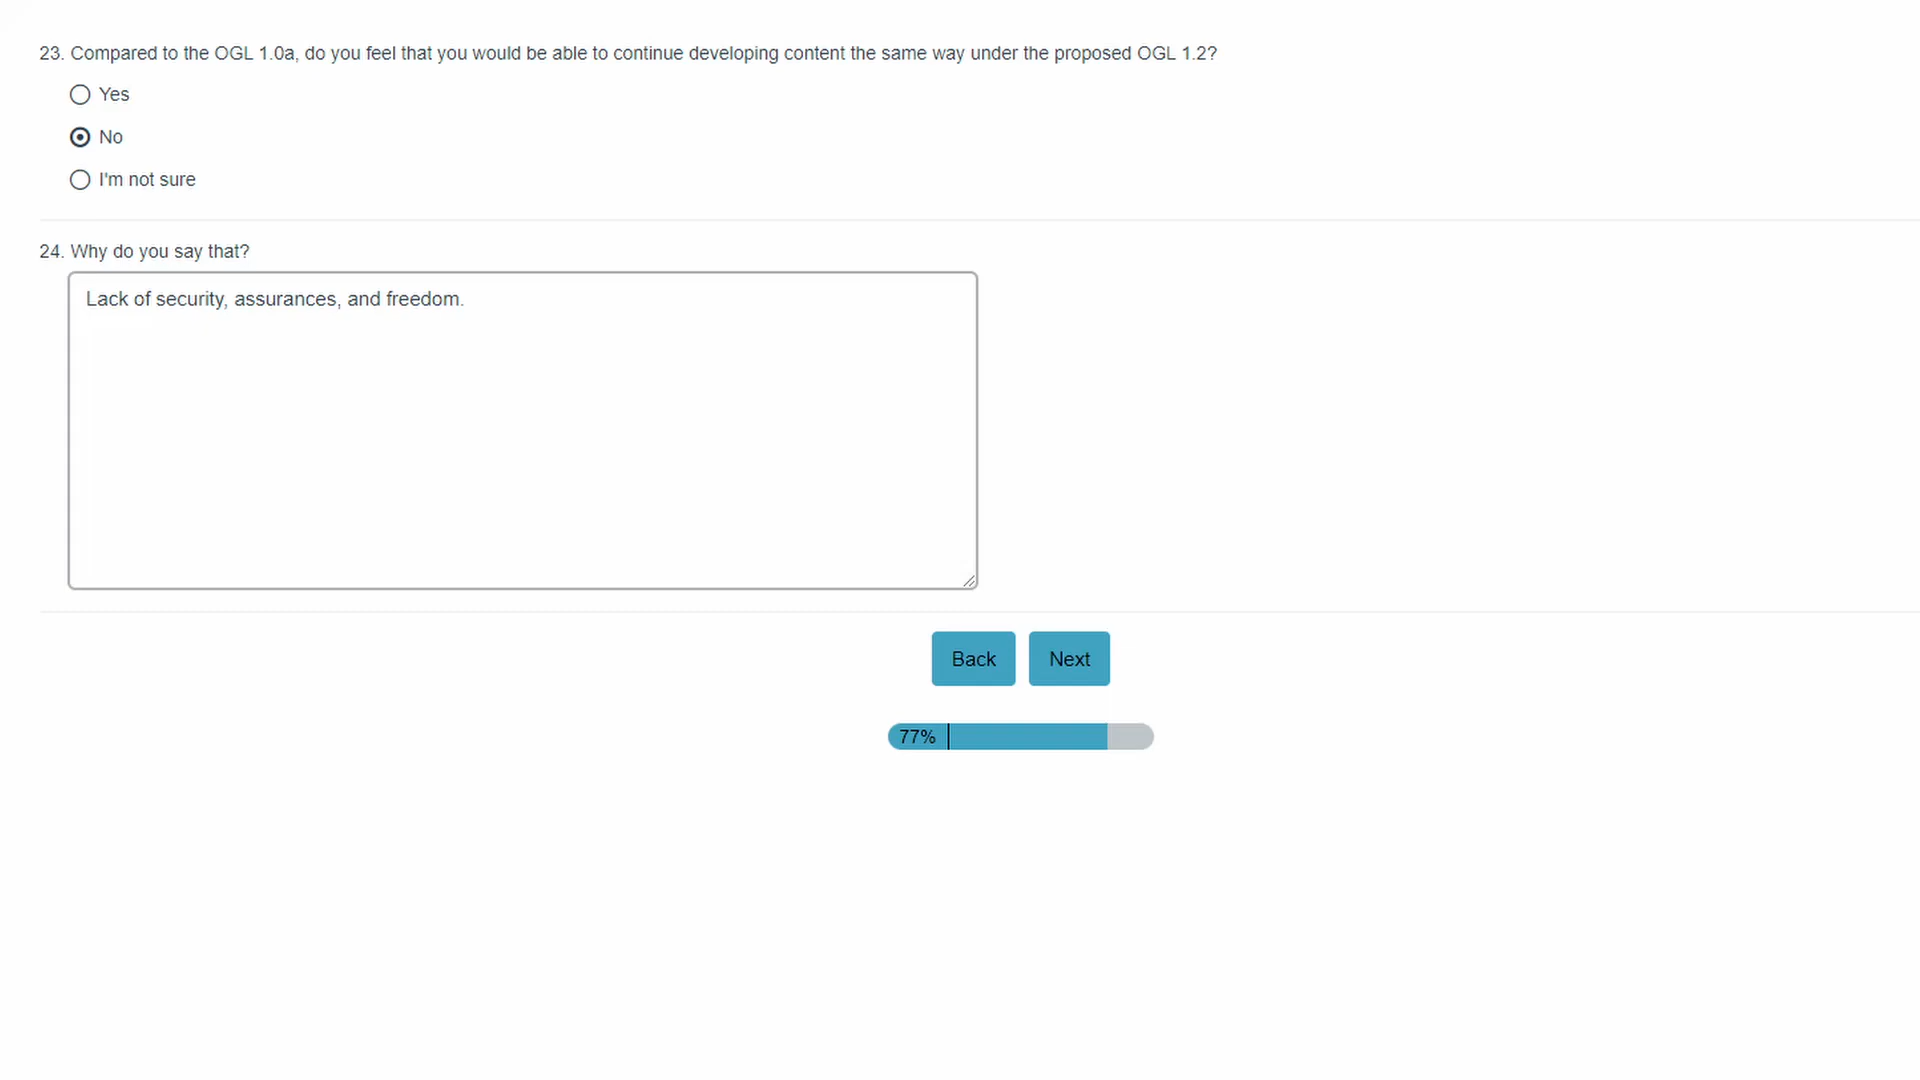 23. Compared to the OGL 1.0a, do you feel that you would be able to continue developing content the same way under the proposed OGL 1.2?
Yes
No
I'm not sure
24. Why do you say that?
Lack of security, assurances, and freedom.
Back Next
77%